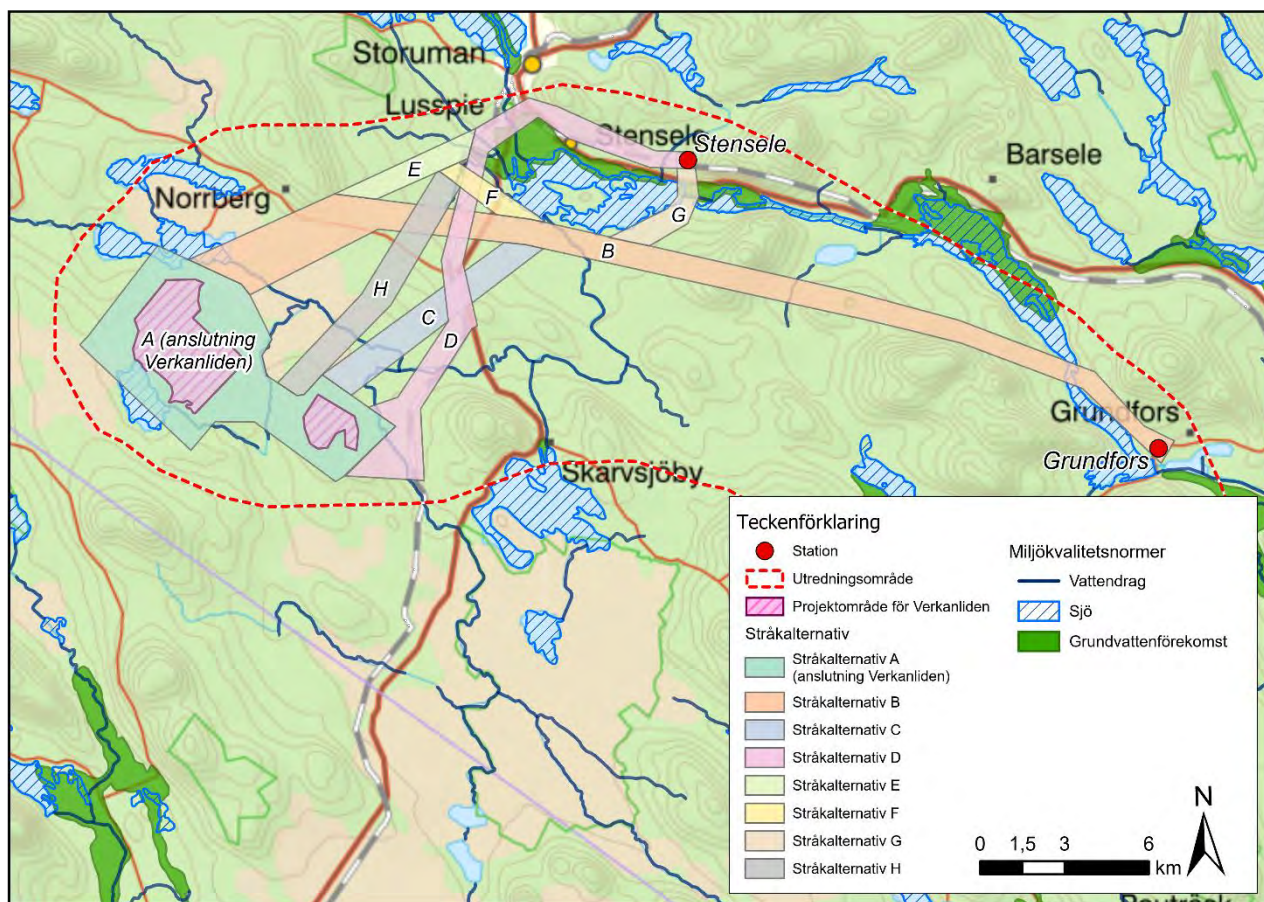 Storuman
Lusspie
Stensele
Stensele
Barsele
E
Norrberg
F
G
B
H
A (anslutning
Verkanliden)
C
D
Grundfors
Grundfors
Skarvsjöby
Teckenförklaring
Station
Utredningsområde
Projektområde för Verkanliden
Stråkalternativ
Stråkalternativ A
(anslutning Verkanliden)
Stråkalternativ B
Stråkalternativ C
Stråkalternativ D
Stråkalternativ E
Stråkalternativ F
Stråkalternativ G
Stråkalternativ H
Miljökvalitetsnormer
Vattendrag
Sjö
Grundvattenförekomst
N
0 1,5 3 6
km